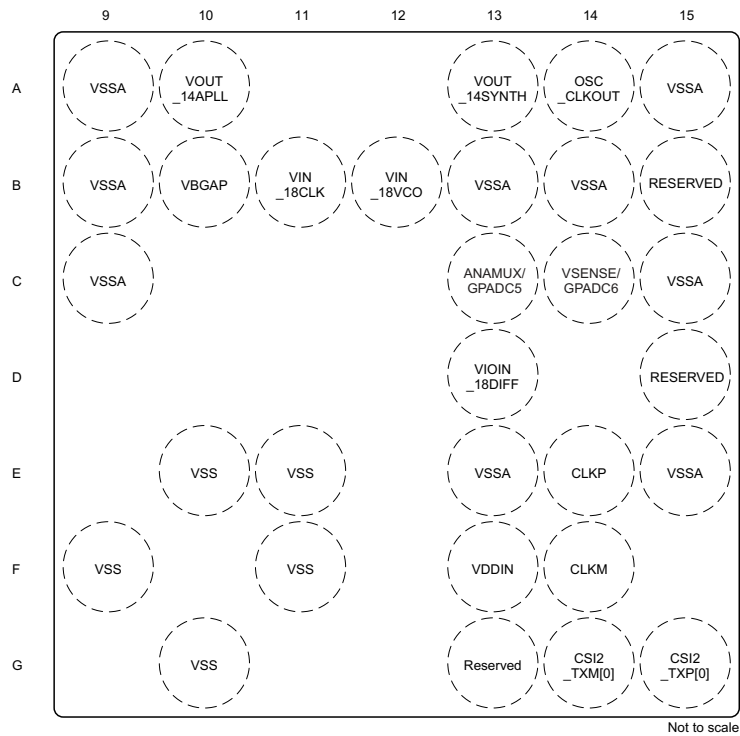 9 10 11 12 13 14 15
A
VSSA
VOUT
_14APLL
VOUT
_14SYNTH
OSC
_CLKOUT
VSSA
B
VSSA
VBGAP
VIN
_18CLK
VIN
_18VCO
VSSA
VSSA
RESERVED
C
VSSA
ANAMUX/
GPADC5
VSENSE/
GPADC6
VSSA
D
VIOIN
_18DIFF
RESERVED
E
VSS
VSS
VSSA
CLKP
VSSA
F
VSS
VSS
VDDIN
CLKM
G
VSS
Reserved
CSI2
_TXM[0]
CSI2
_TXP[0]
Not to scale